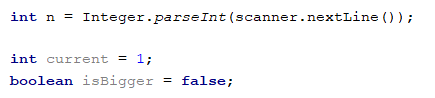 int n = Integer.parseInt(scanner.nextLine());
int current = 1;
boolean isBigger = false;